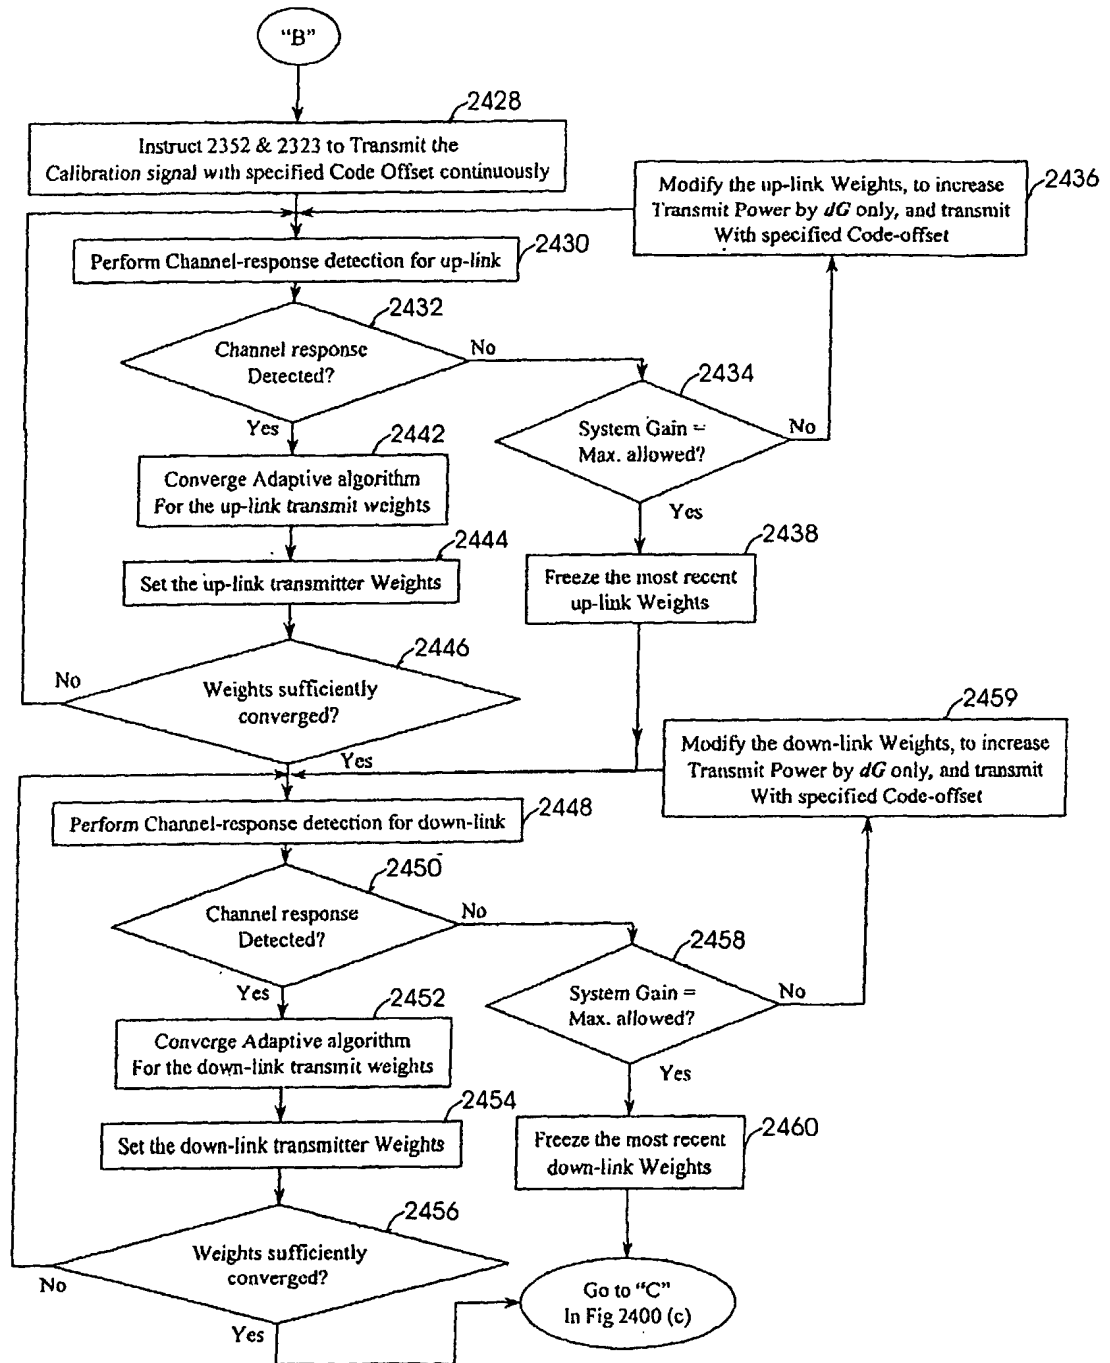 “B”
2428
Instruct 2352 & 2323 to Transmit the
Calibration signal with specified Code Offset continuously
Modify the up-link Weights, to increase
Transmit Power by dG only, and transmit
With specified Code-offset
2436
Perform Channel-response detection for up-link
2430
2432
Channel response
Detected?
No
Yes
2434
System Gain =
Max. allowed?
No
Yes
2442
Converge Adaptive algorithm
For the up-link transmit weights
2444
Set the up-link transmitter Weights
2438
Freeze the most recent
up-link Weights
2446
No
Weights sufficiently
converged?
Yes
2459
Modify the down-link Weights, to increase
Transmit Power by dG only, and transmit
With specified Code-offset
Perform Channel-response detection for down-link
2448
2450
Channel response
Detected?
No
Yes
2458
System Gain =
Max. allowed?
No
Yes
2452
Converge Adaptive algorithm
For the down-link transmit weights
2454
Set the down-link transmitter Weights
Freeze the most recent
down-link Weights
2460
2456
Weights sufficiently
converged?
No
Yes
Go to “C”
In Fig 2400 (c)